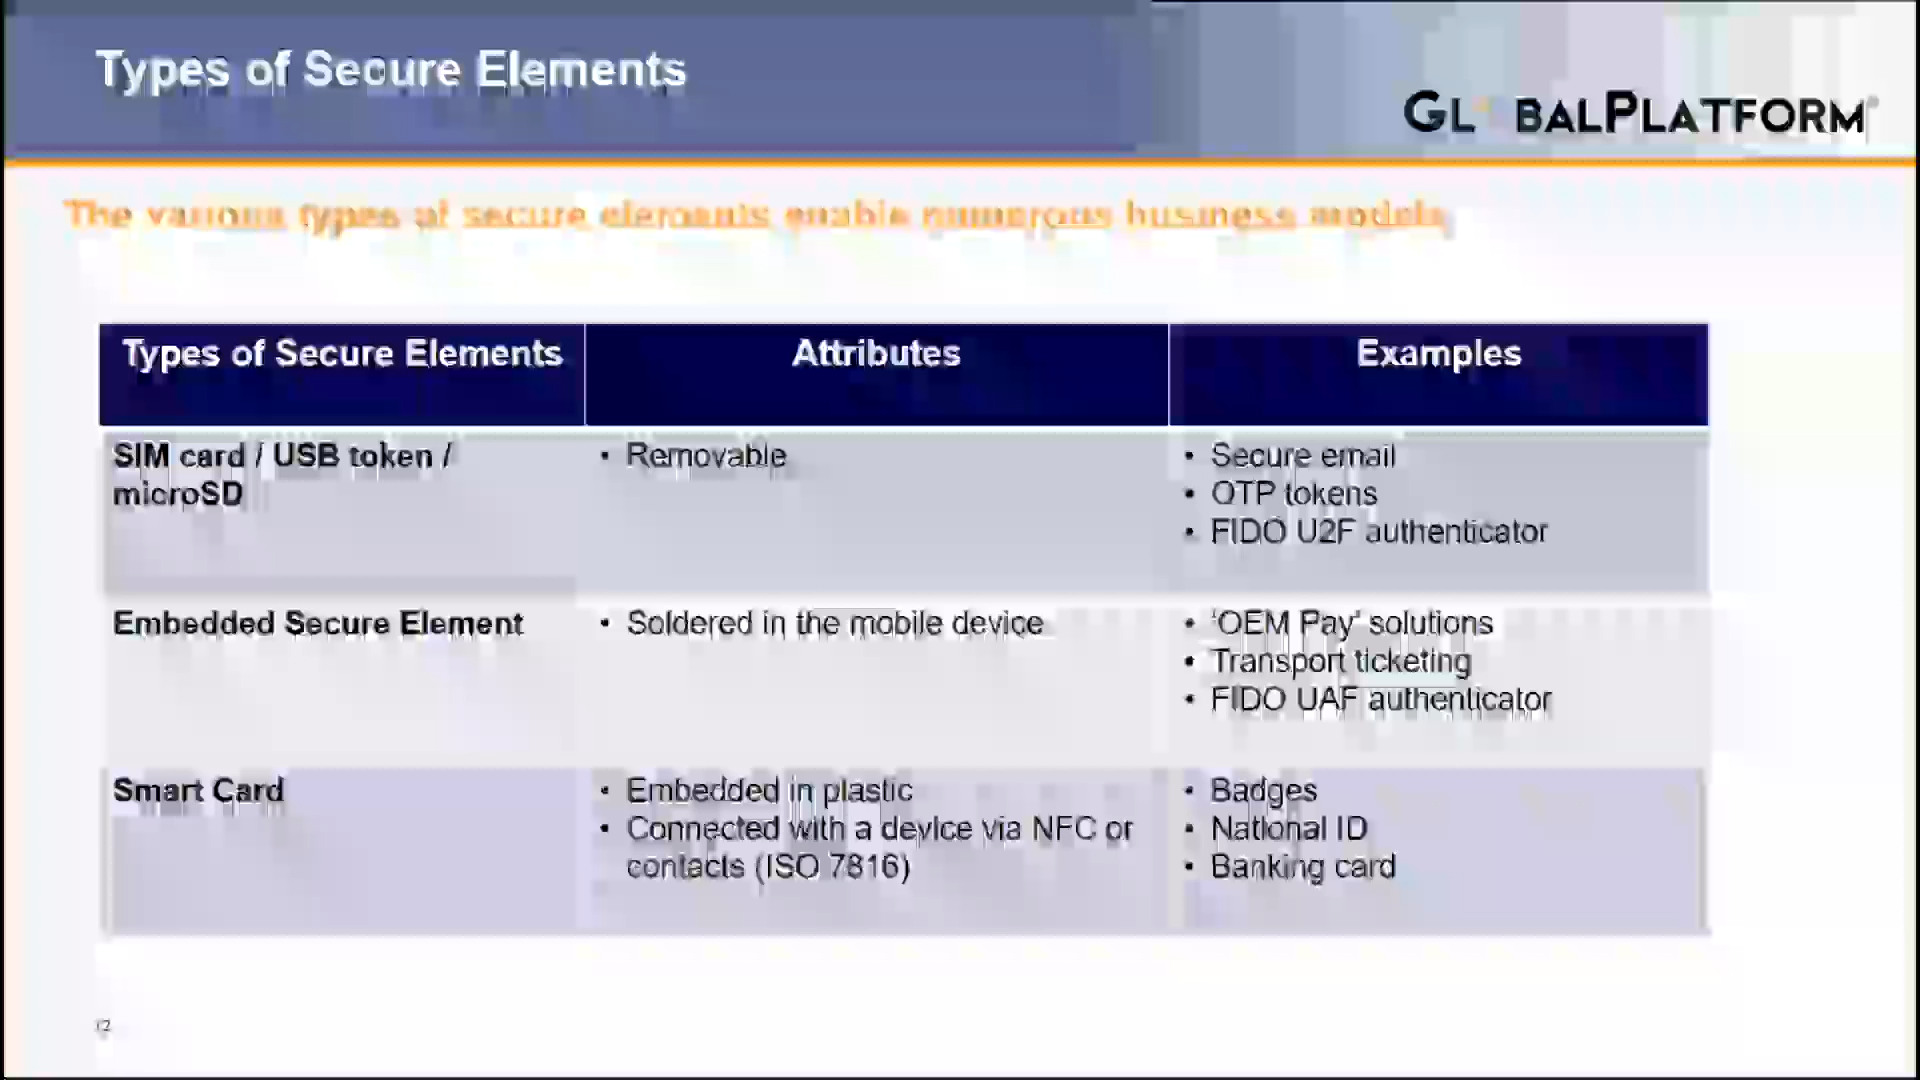 Types of Secure Elements
GLOBALPLATFORM
The various types of secure elements enable numerous business models
Types of Secure Elements
Attributes
Examples
SIM card / USB token /
microSD
• Removable
• Secure email
• OTP tokens
• FIDO U2F authenticator
Embedded Secure Element
• Soldered in the mobile device
• 'OEM Pay' solutions
• Transport ticketing
• FIDO UAF authenticator
Smart Card
• Embedded in plastic
• Connected with a device via NFC or
contacts (ISO 7816)
• Badges
• National ID
• Banking card
12